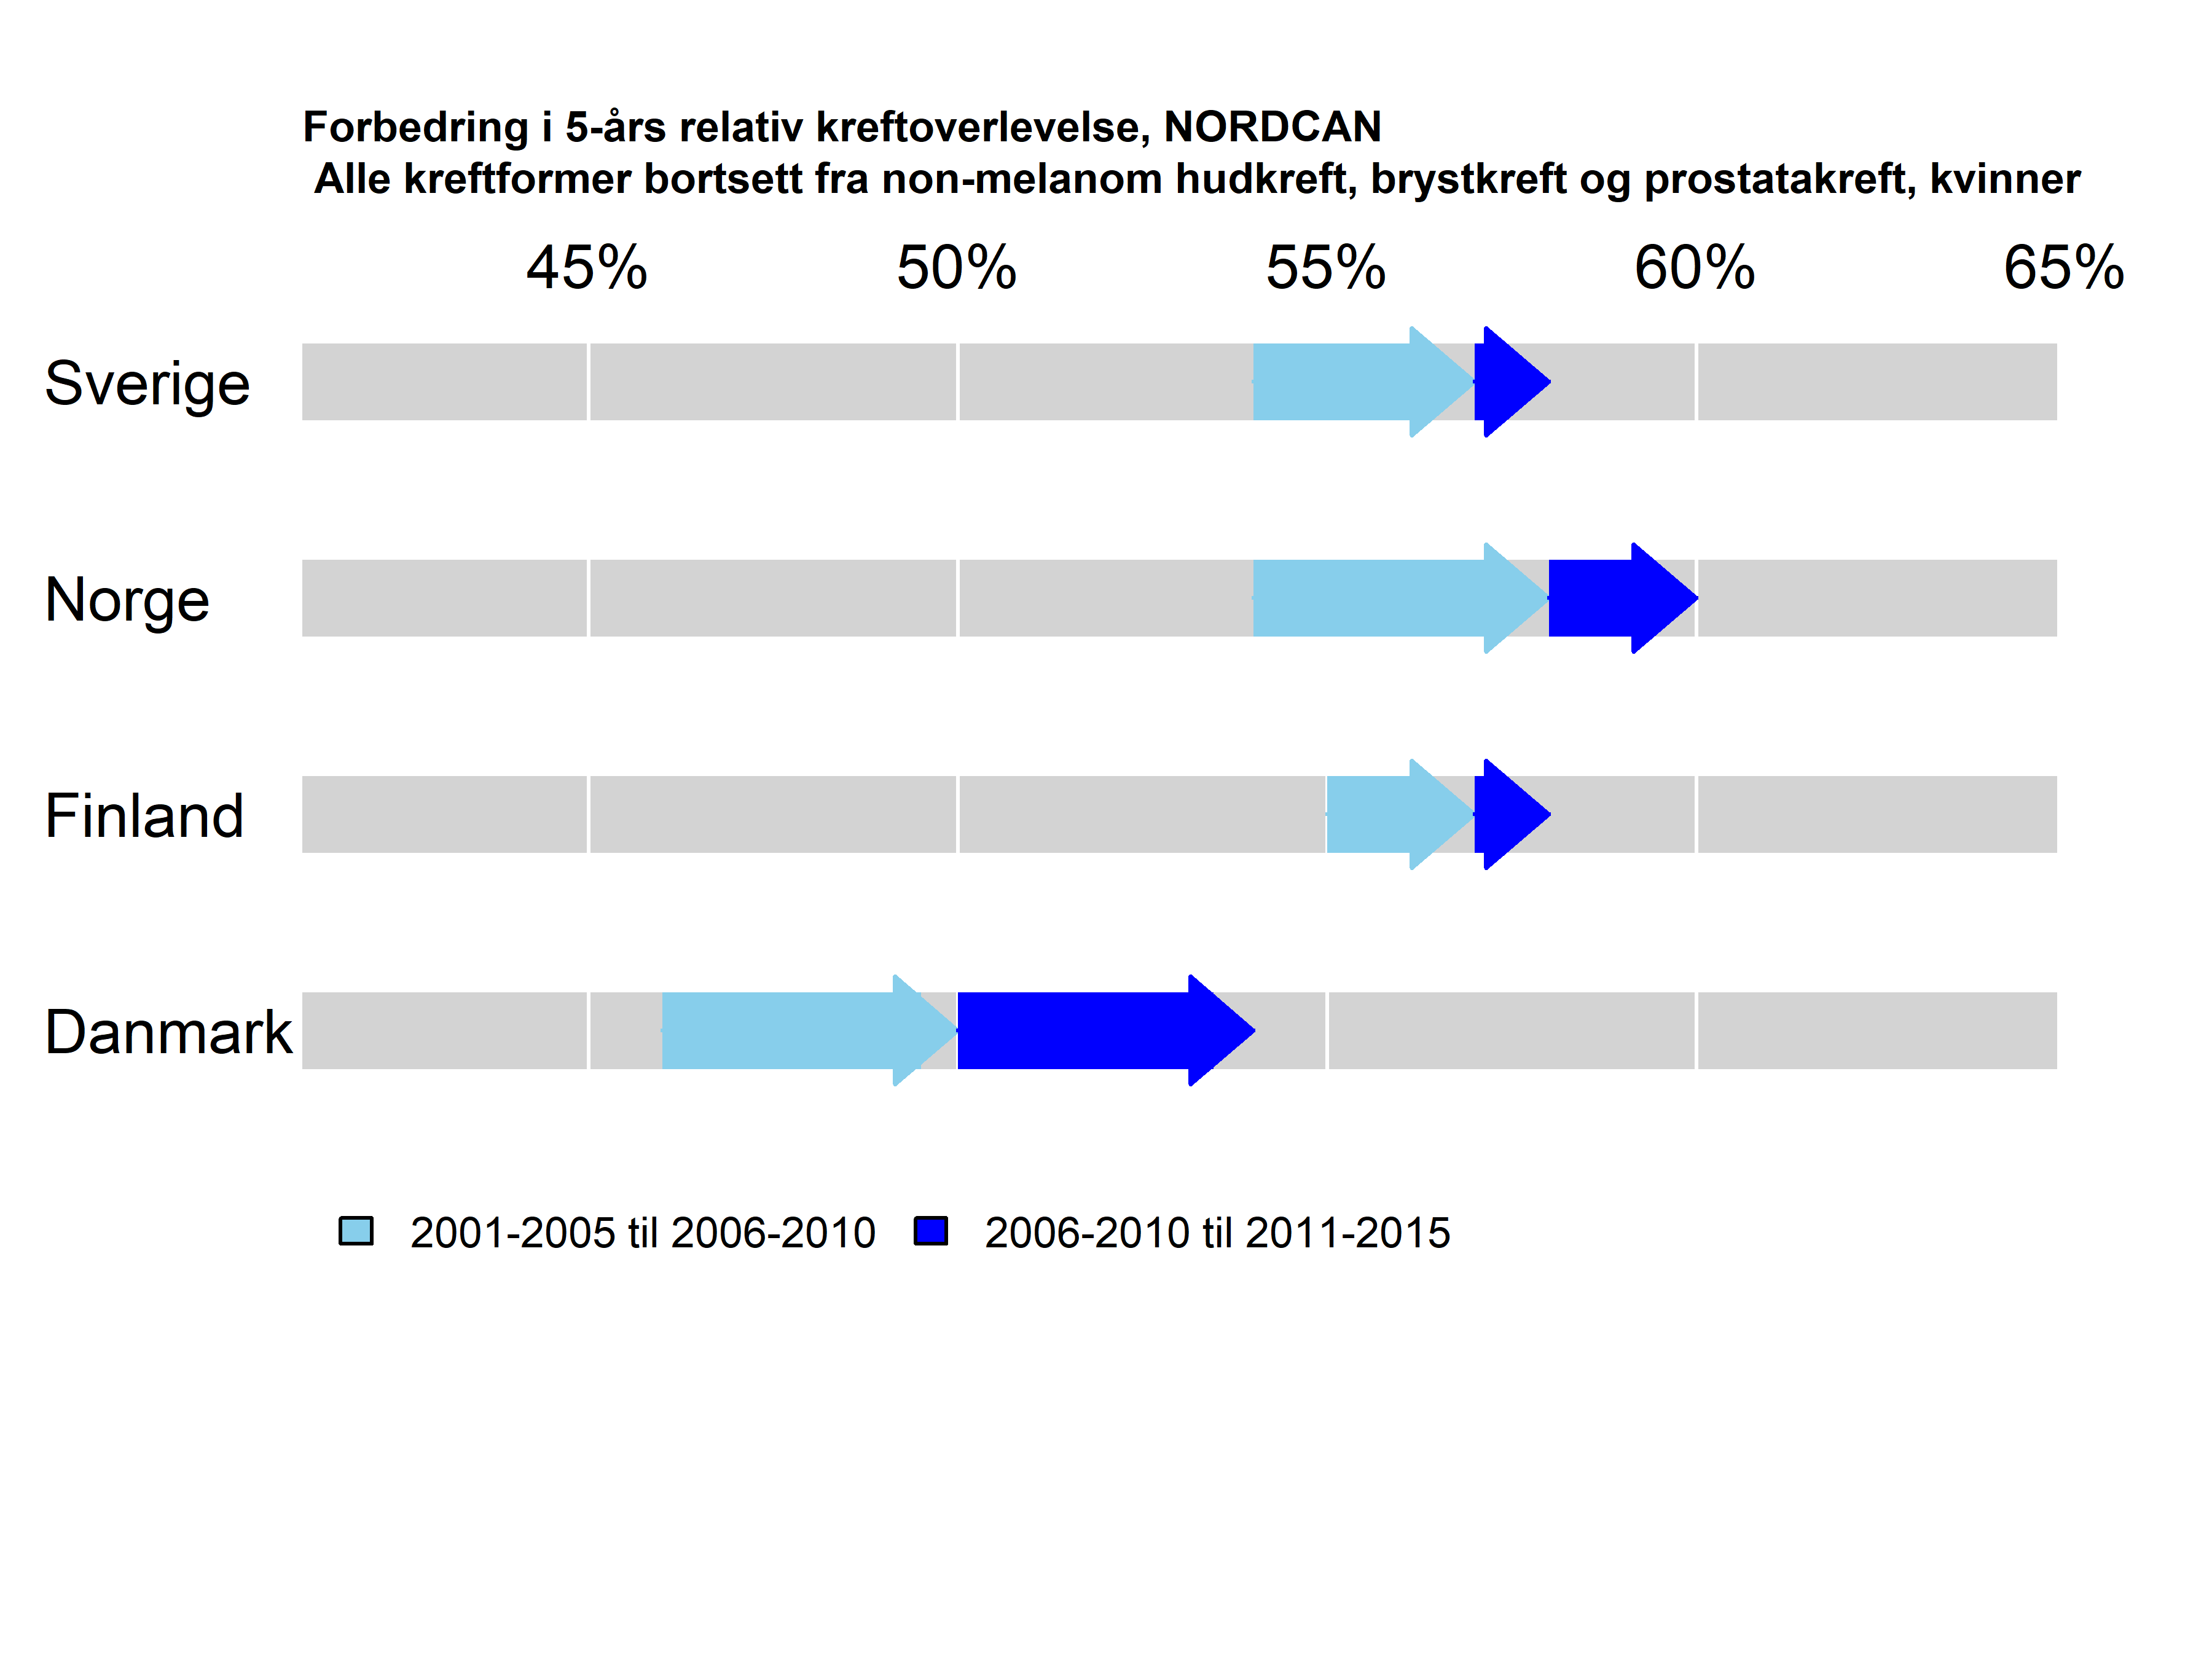 Forbedring i 5-års relativ kreftoverlevelse, NORDCAN
Alle kreftformer bortsett fra non-melanom hudkreft, brystkreft og prostatakreft, kvinner
45% 50% 55% 60% 65%
Sverige
Norge
Finland
Danmark
2001-2005 til 2006-2010 2006-2010 til 2011-2015